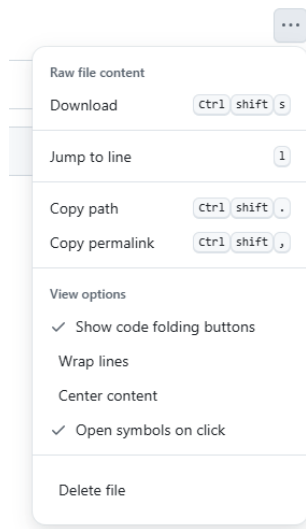 ...
Raw file content
Download Ctrl shift s
Jump to line l
Copy path Ctrl shift .
Copy permalink Ctrl shift ,
View options
Show code folding buttons
Wrap lines
Center content
Open symbols on click
Delete file